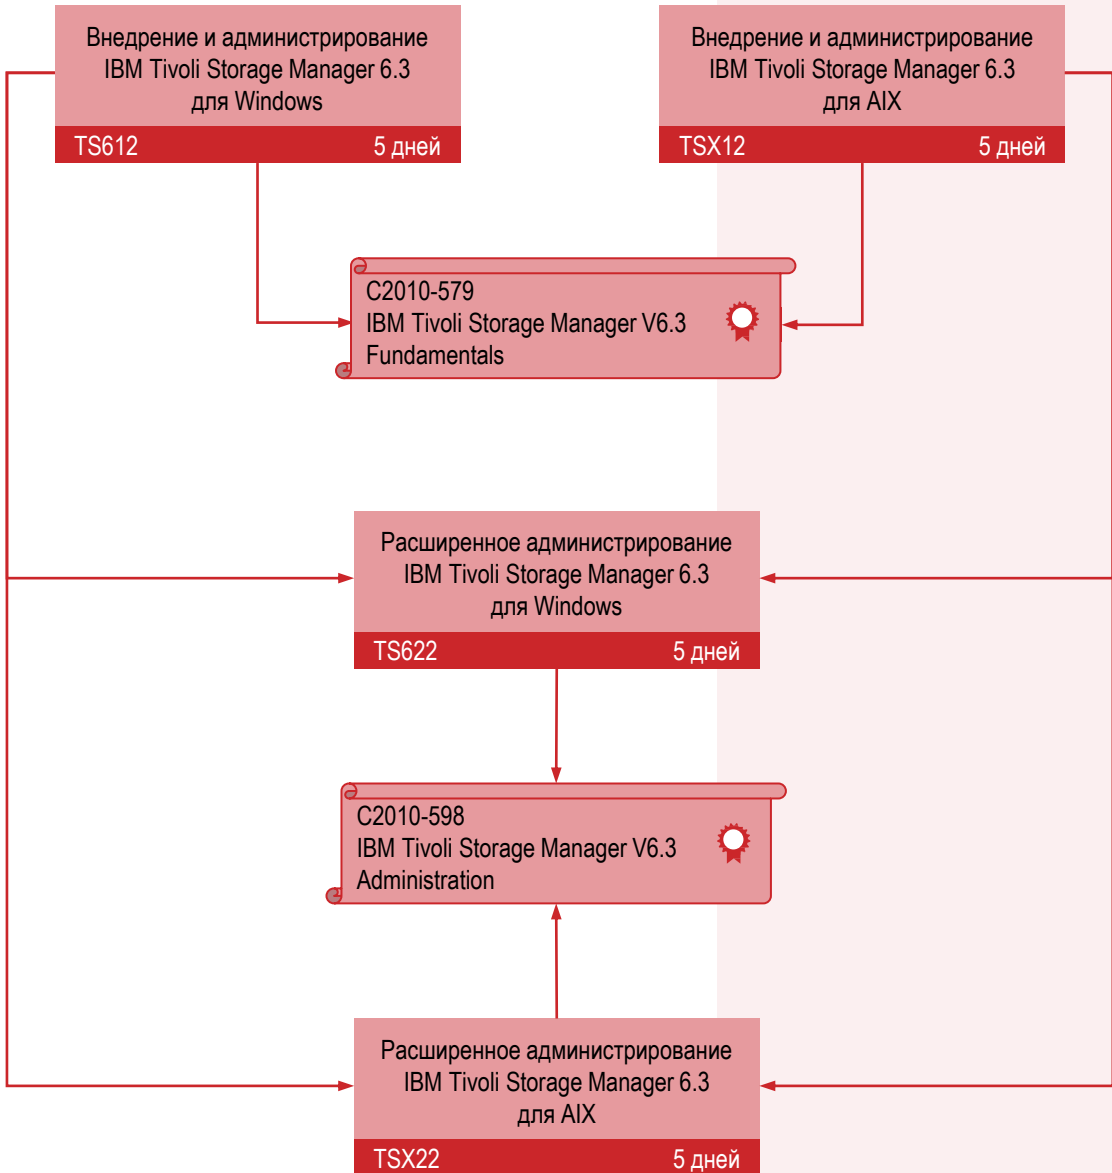 Внедрение и администрирование
IBM Tivoli Storage Manager 6.3
для Windows
TS612 5 дней
Внедрение и администрирование
IBM Tivoli Storage Manager 6.3
для AIX
TSX12 5 дней
C2010-579
IBM Tivoli Storage Manager V6.3
Fundamentals
Расширенное администрирование
IBM Tivoli Storage Manager 6.3
для Windows
TS622 5 дней
C2010-598
IBM Tivoli Storage Manager V6.3
Administration
Расширенное администрирование
IBM Tivoli Storage Manager 6.3
для AIX
TSX22 5 дней